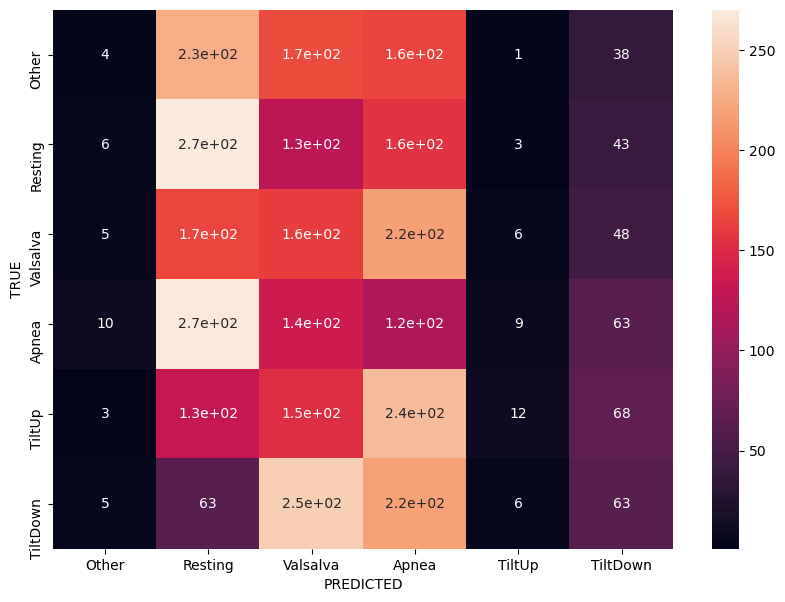 Other 4 2.3e+02 1.7e+02 1.6e+02 1 38
Resting 6 2.7e+02 1.3e+02 1.6e+02 3 43
Valsalva 5 1.7e+02 1.6e+02 2.2e+02 6 48
Apnea 10 2.7e+02 1.4e+02 1.2e+02 9 63
TiltUp 3 1.3e+02 1.5e+02 2.4e+02 12 68
TiltDown 5 63 2.5e+02 2.2e+02 6 63
TRUE
Other Resting Valsalva Apnea TiltUp TiltDown
PREDICTED
250
200
150
100
50